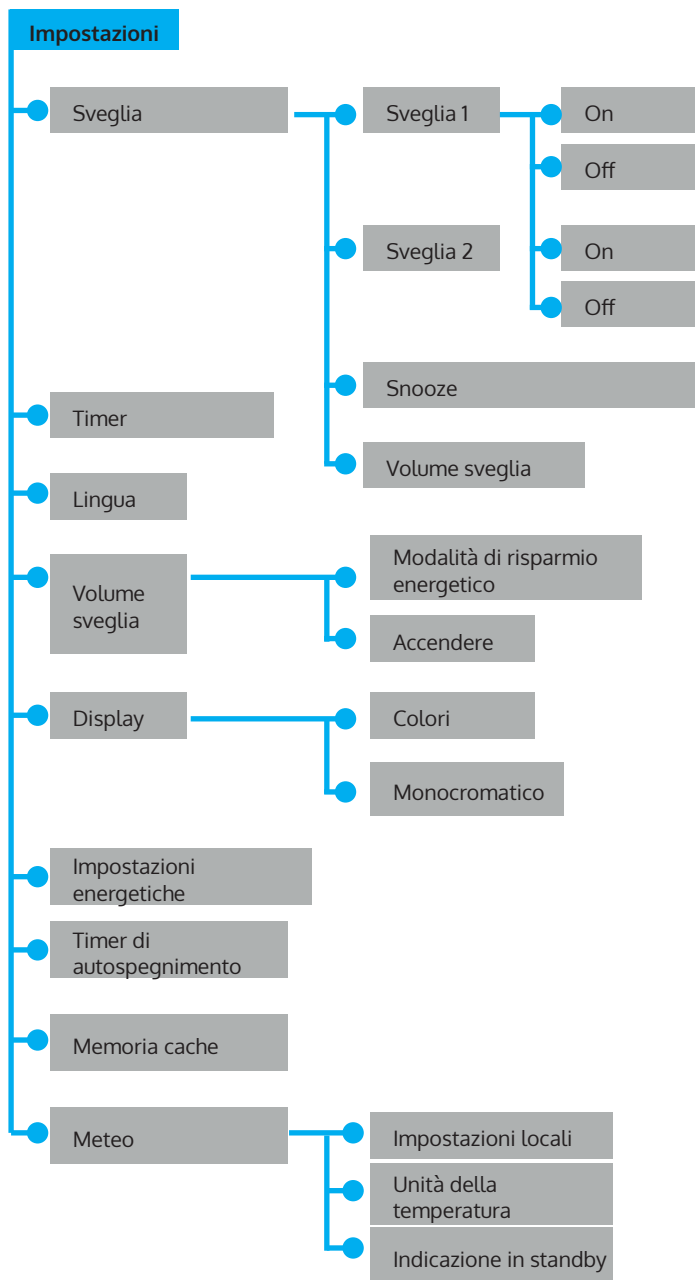 Impostazioni
Sveglia
Sveglia 1
On
Off
Sveglia 2
On
Off
Snooze
Volume sveglia
Timer
Lingua
Volume
sveglia
Modalità di risparmio
energetico
Accendere
Display
Colori
Monocromatico
Impostazioni
energetiche
Timer di
autospegnimento
Memoria cache
Meteo
Impostazioni locali
Unità della
temperatura
Indicazione in standby